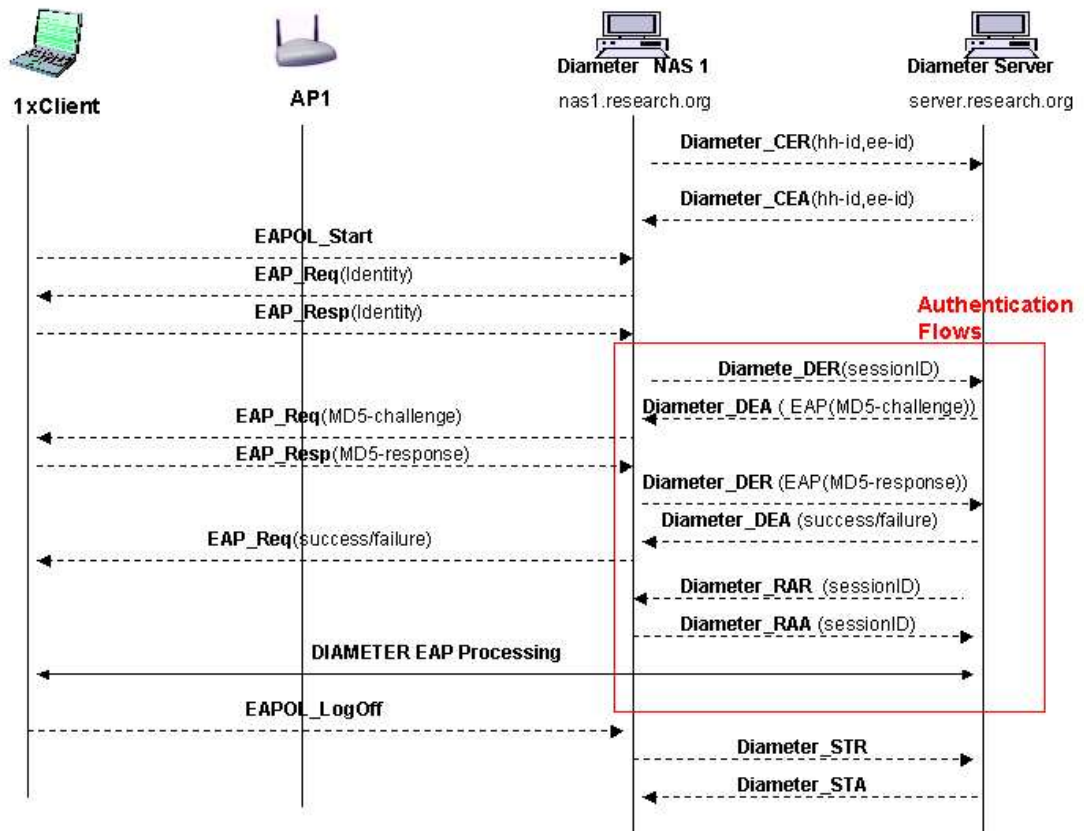 1xClient
AP1
Diameter NAS 1
nas1.research.org
Diameter Server
server.research.org
Diameter_CER(hh-id,ee-id)
Diameter_CEA(hh-id,ee-id)
EAPOL_Start
EAP_Req(Identity)
EAP_Resp(Identity)
Authentication
Flows
Diamete_DER(sessionID)
Diameter_DEA ( EAP(MD5-challenge))
EAP_Req(MD5-challenge)
EAP_Resp(MD5-response)
Diameter_DER (EAP(MD5-response))
Diameter_DEA (success/failure)
EAP_Req(success/failure)
Diameter_RAR (sessionID)
Diameter_RAA (sessionID)
DIAMETER EAP Processing
EAPOL_LogOff
Diameter_STR
Diameter_STA